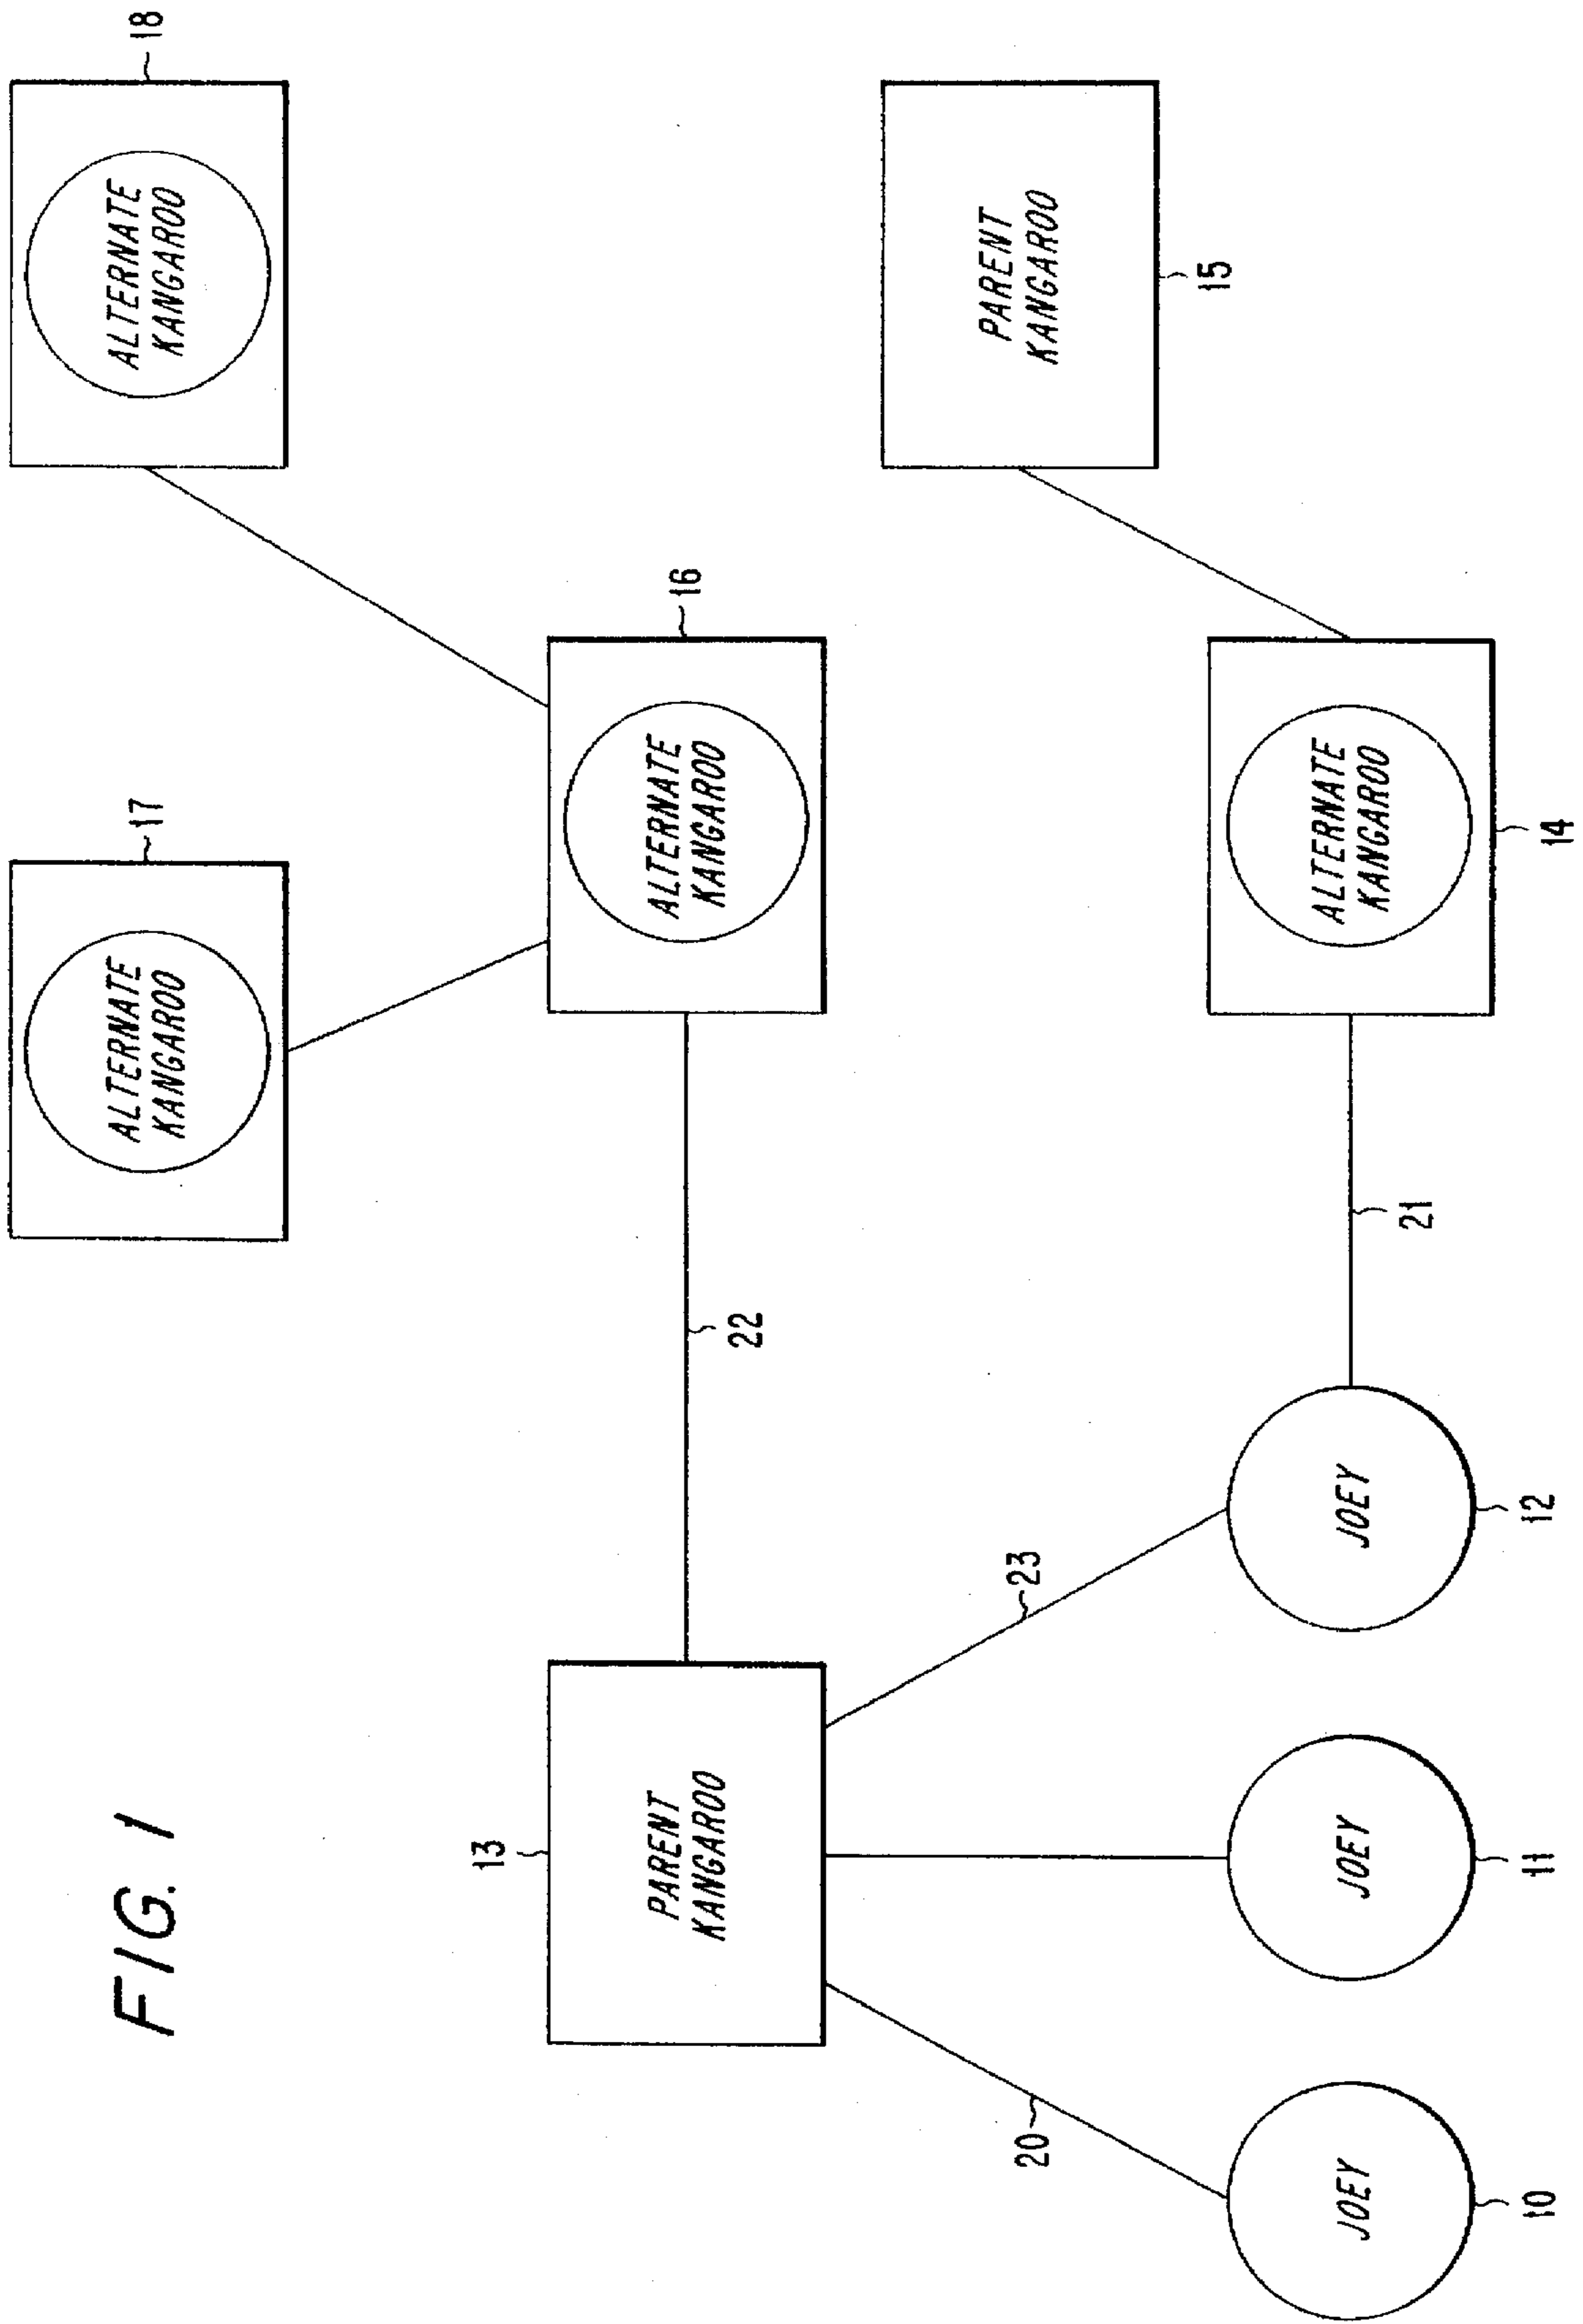 FIG. 1
17
ALTERNATE
KANGAROO
18
ALTERNATE
KANGAROO
13
PARENT
KANGAROO
22
16
ALTERNATE
KANGAROO
PARENT
KANGAROO
15
20
23
JOEY
10
JOEY
11
JOEY
12
21
ALTERNATE
KANGAROO
14